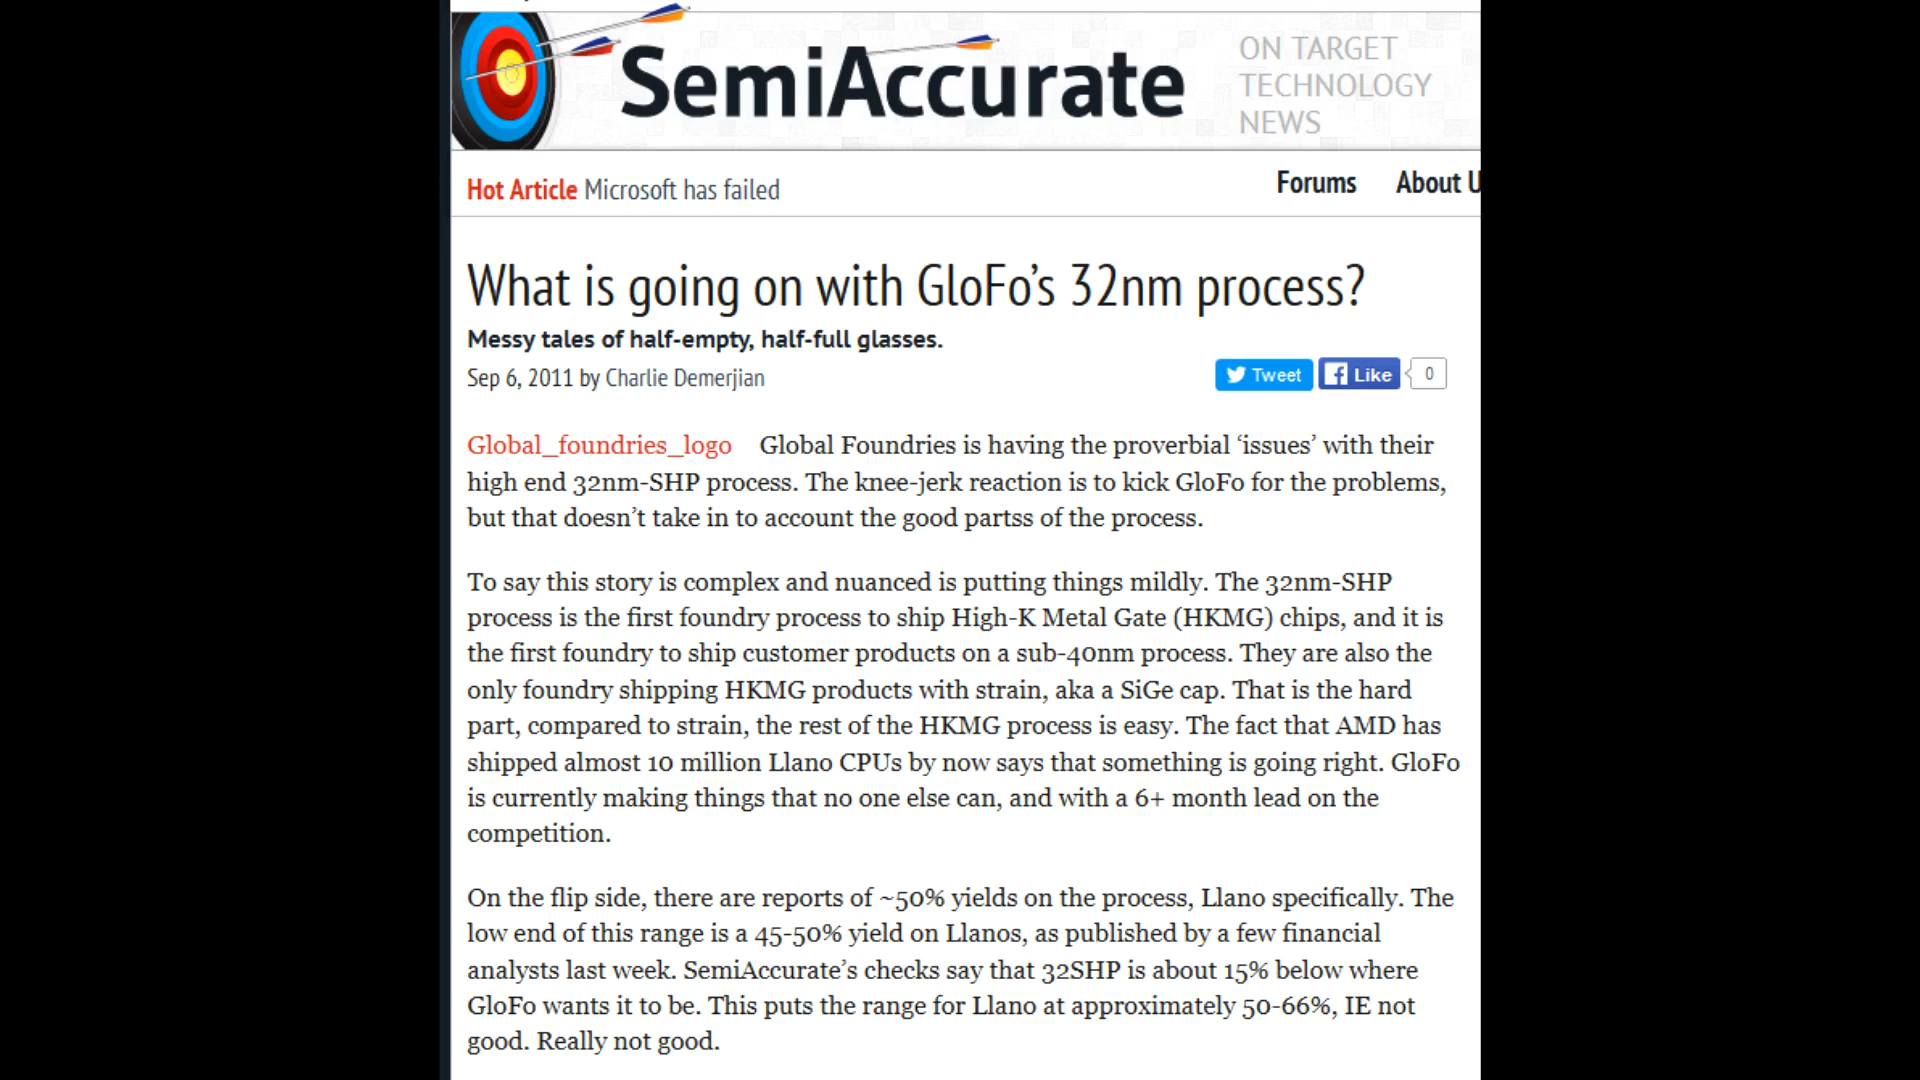 SemiAccurate
ON TARGET
TECHNOLOGY
NEWS
Hot Article Microsoft has failed
Forums
About U
What is going on with GloFo's 32nm process?
Messy tales of half-empty, half-full glasses.
Sep 6, 2011 by Charlie Demerjian
Tweet
Like
0
Global_foundries_logo Global Foundries is having the proverbial ‘issues’ with their
high end 32nm-SHP process. The knee-jerk reaction is to kick GloFo for the problems,
but that doesn’t take in to account the good partss of the process.
To say this story is complex and nuanced is putting things mildly. The 32nm-SHP
process is the first foundry process to ship High-K Metal Gate (HKMG) chips, and it is
the first foundry to ship customer products on a sub-40nm process. They are also the
only foundry shipping HKMG products with strain, aka a SiGe cap. That is the hard
part, compared to strain, the rest of the HKMG process is easy. The fact that AMD has
shipped almost 10 million Llano CPUs by now says that something is going right. GloFo
is currently making things that no one else can, and with a 6+ month lead on the
competition.
On the flip side, there are reports of ~50% yields on the process, Llano specifically. The
low end of this range is a 45-50% yield on Llanos, as published by a few financial
analysts last week. SemiAccurate’s checks say that 32SHP is about 15% below where
GloFo wants it to be. This puts the range for Llano at approximately 50-66%, IE not
good. Really not good.